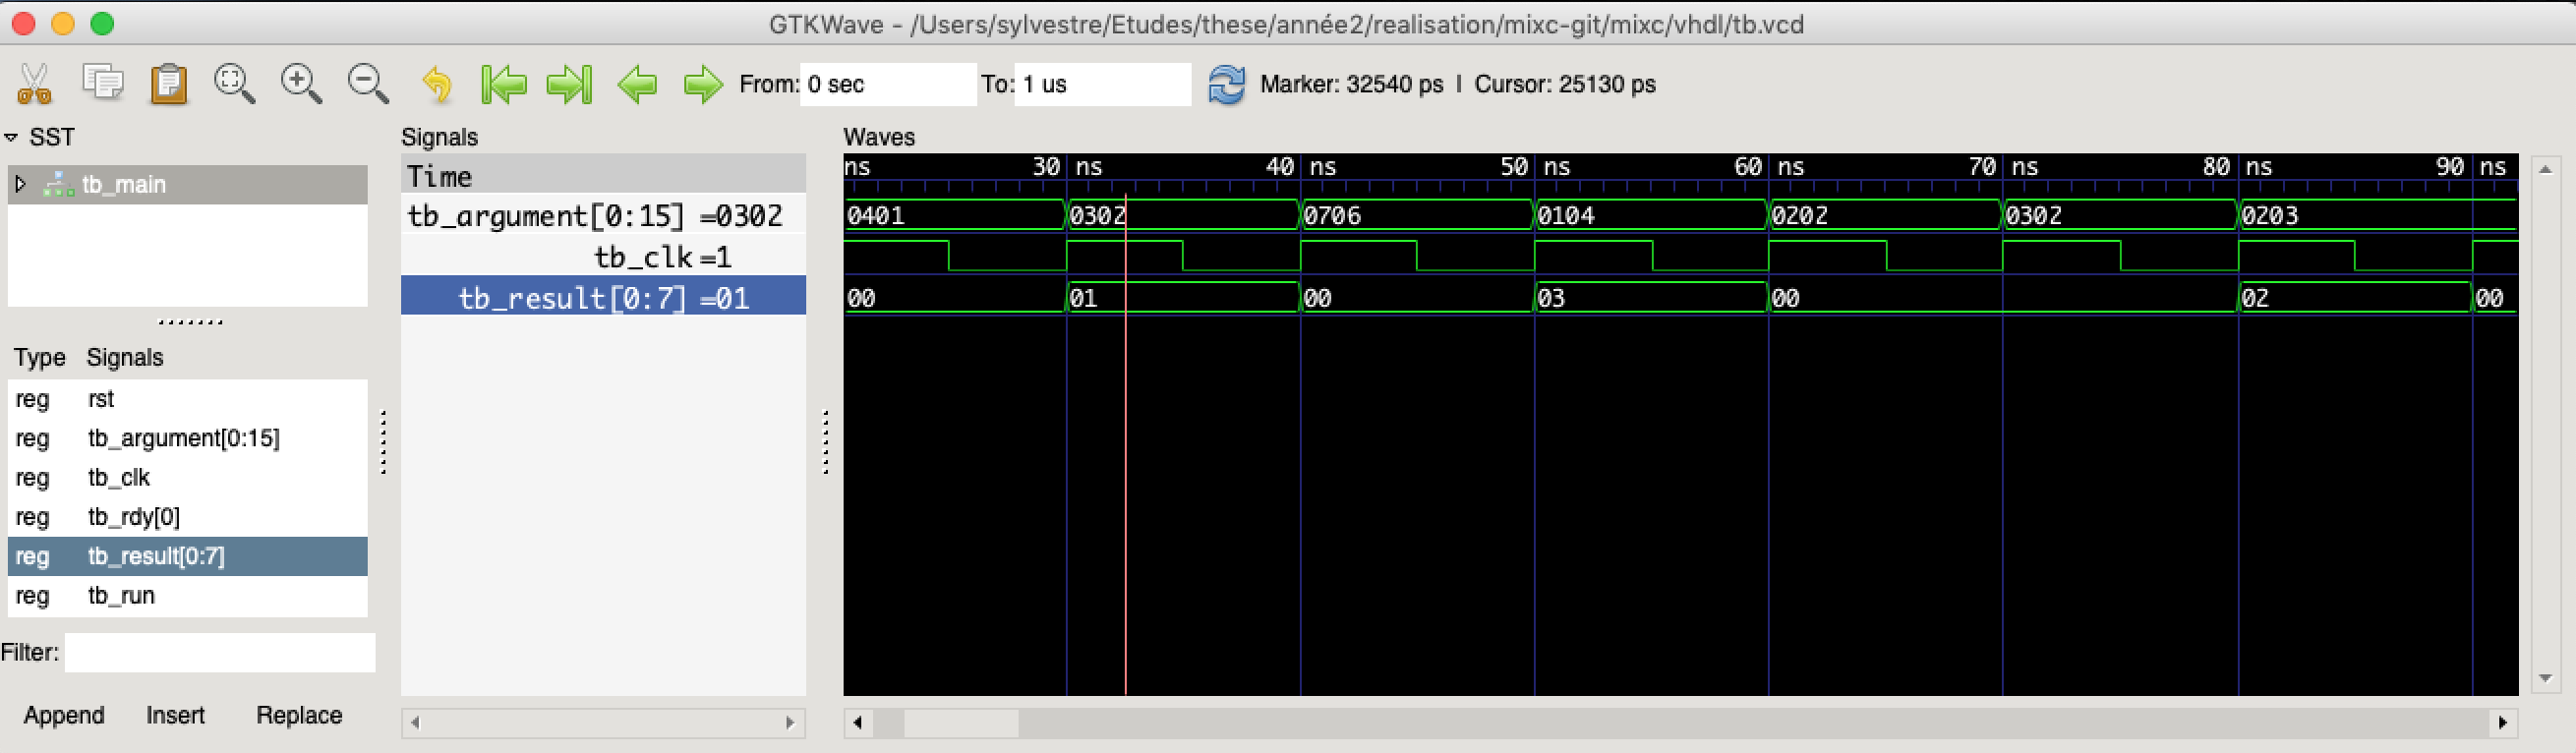 GTKWave - /Users/sylvestre/Etudes/these/année2/realisation/mixc-git/mixc/vhdl/tb.vcd
From: 0 sec To: 1 us Marker: 32540 ps | Cursor: 25130 ps
SST
tb_main
Type Signals
reg rst
reg tb_argument[0:15]
reg tb_clk
reg tb_rdy[0]
reg tb_result[0:7]
reg tb_run
Filter:
Append Insert Replace
Signals
Time
tb_argument[0:15] =0302
tb_clk =1
tb_result[0:7] =01
Waves
ns 30 ns 40 ns 50 ns 60 ns 70 ns 80 ns 90 ns
0401 0302 0706 0104 0202 0302 0203
00 01 00 03 00 02 00